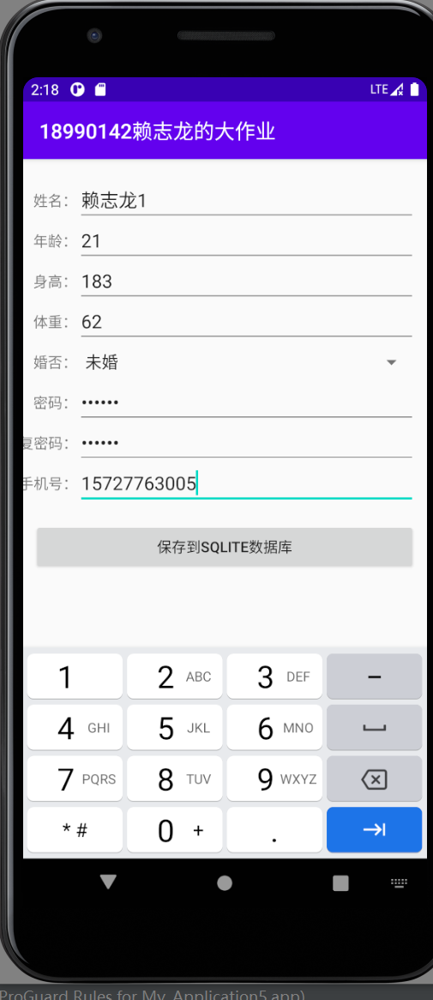 2:18 LTE
18990142赖志龙的大作业
姓名： 赖志龙1
年龄： 21
身高： 183
体重： 62
婚否： 未婚
密码： ••••••
复密码： ••••••
手机号： 15727763005
保存到SQLITE数据库
1 2 ABC 3 DEF −
4 GHI 5 JKL 6 MNO
7 PQRS 8 TUV 9 WXYZ
* # 0 + .
ProGuard Rules for My_Application5.app)